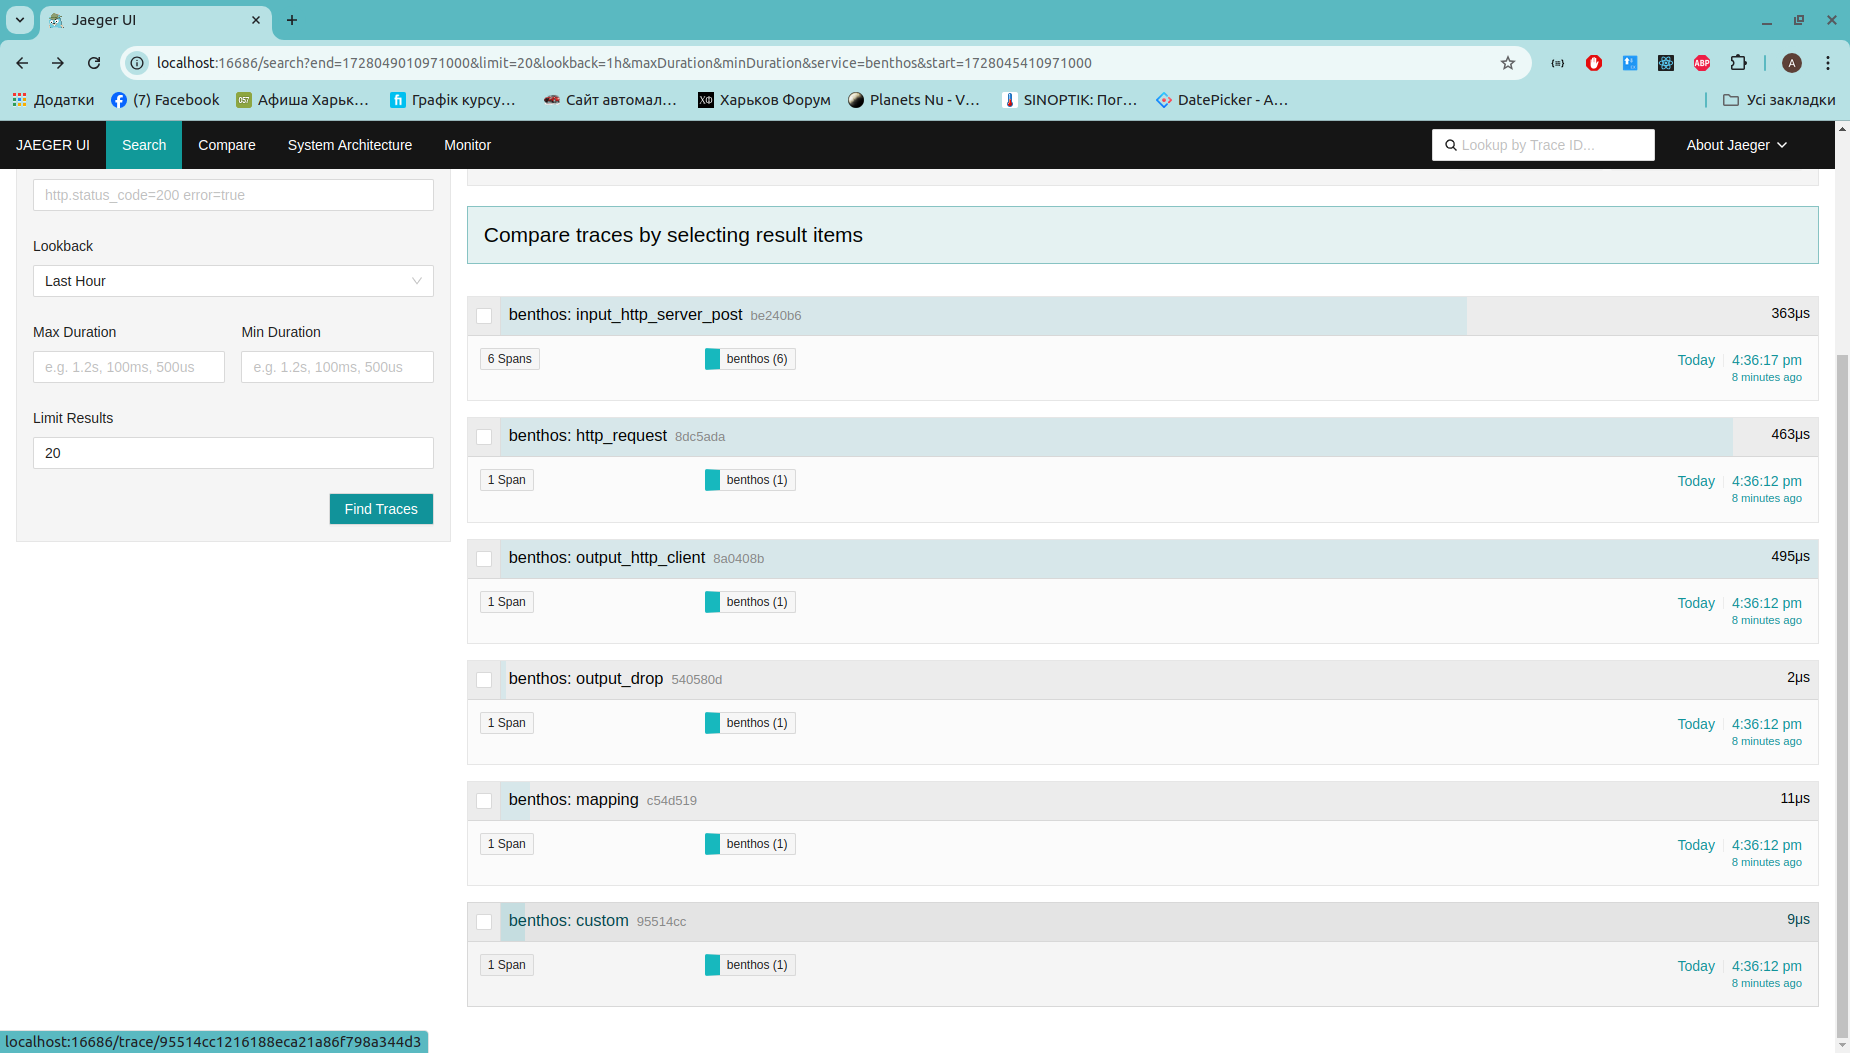 Jaeger UI
localhost:16686/search?end=1728049010971000&limit=20&lookback=1h&maxDuration&minDuration&service=benthos&start=1728045410971000
{=}
ABP
A
Додатки
(7) Facebook
057
Афиша Харьк...
Графік курсу...
Сайт автомал...
ХФ
Харьков Форум
Planets Nu - V...
SINOPTIK: Пог...
DatePicker - A...
Усі закладки
JAEGER UI
Search
Compare
System Architecture
Monitor
Lookup by Trace ID...
About Jaeger
http.status_code=200 error=true
Lookback
Last Hour
Max Duration
Min Duration
e.g. 1.2s, 100ms, 500us
e.g. 1.2s, 100ms, 500us
Limit Results
20
Find Traces
Compare traces by selecting result items
benthos: input_http_server_post be240b6
363μs
6 Spans
benthos (6)
Today
4:36:17 pm
8 minutes ago
benthos: http_request 8dc5ada
463μs
1 Span
benthos (1)
Today
4:36:12 pm
8 minutes ago
benthos: output_http_client 8a0408b
495μs
1 Span
benthos (1)
Today
4:36:12 pm
8 minutes ago
benthos: output_drop 540580d
2μs
1 Span
benthos (1)
Today
4:36:12 pm
8 minutes ago
benthos: mapping c54d519
11μs
1 Span
benthos (1)
Today
4:36:12 pm
8 minutes ago
benthos: custom 95514cc
9μs
1 Span
benthos (1)
Today
4:36:12 pm
8 minutes ago
localhost:16686/trace/95514cc1216188eca21a86f798a344d3